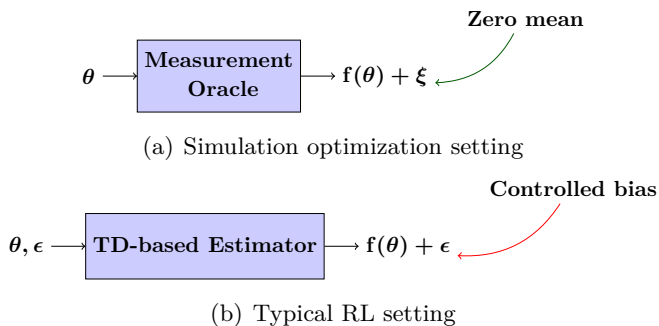 Zero mean
θ
Measurement
Oracle
f(θ) + ξ
(a) Simulation optimization setting
Controlled bias
θ, ϵ
TD-based Estimator
f(θ) + ϵ
(b) Typical RL setting